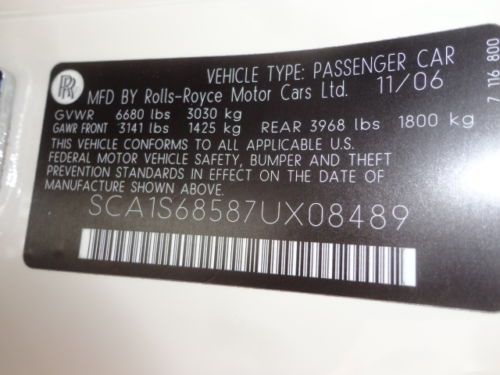 RR
VEHICLE TYPE: PASSENGER CAR
MFD BY Rolls-Royce Motor Cars Ltd. 11/06
GVWR 6680 lbs 3030 kg
GAWR FRONT 3141 lbs 1425 kg REAR 3968 lbs 1800 kg
THIS VEHICLE CONFORMS TO ALL APPLICABLE U.S.
FEDERAL MOTOR VEHICLE SAFETY, BUMPER AND THEFT
PREVENTION STANDARDS IN EFFECT ON THE DATE OF
MANUFACTURE SHOWN ABOVE.
SCA1S68587UX08489
7 116 800